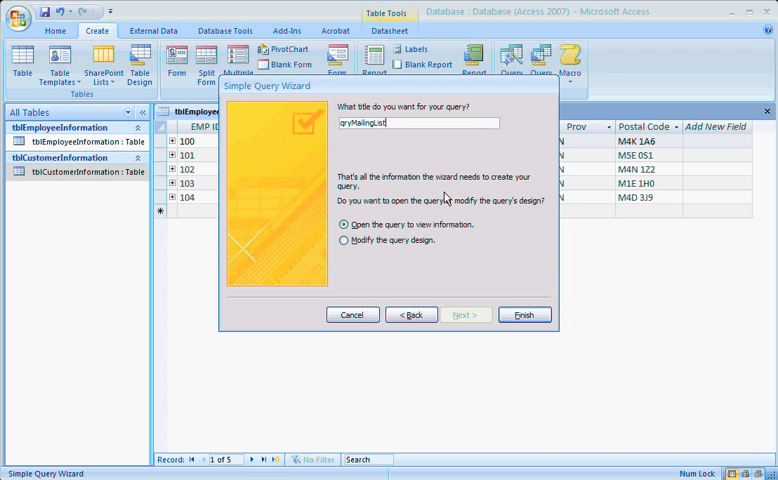 Table Tools
Database : Database (Access 2007) - Microsoft Access
Home
Create
External Data
Database Tools
Add-Ins
Acrobat
Datasheet
Table
Table Templates
SharePoint Lists
Table Design
Tables
Form
Split Form
Multiple
PivotChart
Blank Form
Form
Report
Labels
Blank Report
Report
Query
Query
Macro
Other
All Tables
«
tblEmployeeInformation
tblEmployeeInformation : Table
tblCustomerInformation
tblCustomerInformation : Table
tblEmployee
EMP ID
Prov
Postal Code
Add New Field
100
N
M4K 1A6
101
N
M5E 0S1
102
N
M4N 1Z2
103
N
M1E 1H0
104
N
M4D 3J9
Simple Query Wizard
What title do you want for your query?
qryMailingList
That's all the information the wizard needs to create your
query.
Do you want to open the query or modify the query's design?
Open the query to view information.
Modify the query design.
Cancel
< Back
Next >
Finish
Record:
1 of 5
No Filter
Search
Simple Query Wizard
Num Lock